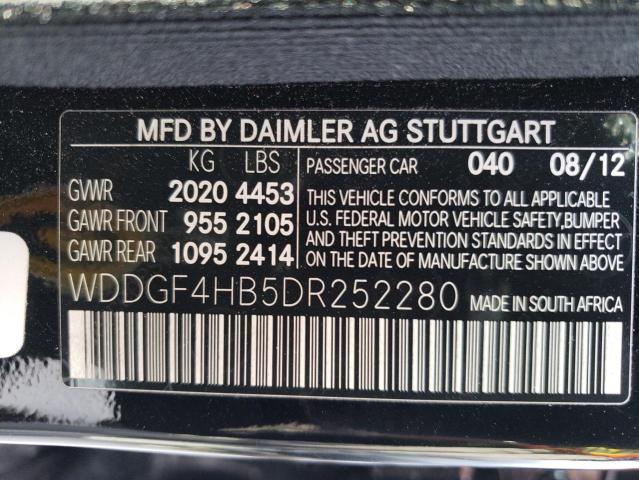 MFD BY DAIMLER AG STUTTGART
KG LBS
GVWR 2020 4453
GAWR FRONT 955 2105
GAWR REAR 1095 2414
PASSENGER CAR 040 08/12
THIS VEHICLE CONFORMS TO ALL APPLICABLE
U.S. FEDERAL MOTOR VEHICLE SAFETY,BUMPER
AND THEFT PREVENTION STANDARDS IN EFFECT
ON THE DATE OF MANUFACTURE SHOWN ABOVE.
WDDGF4HB5DR252280 MADE IN SOUTH AFRICA